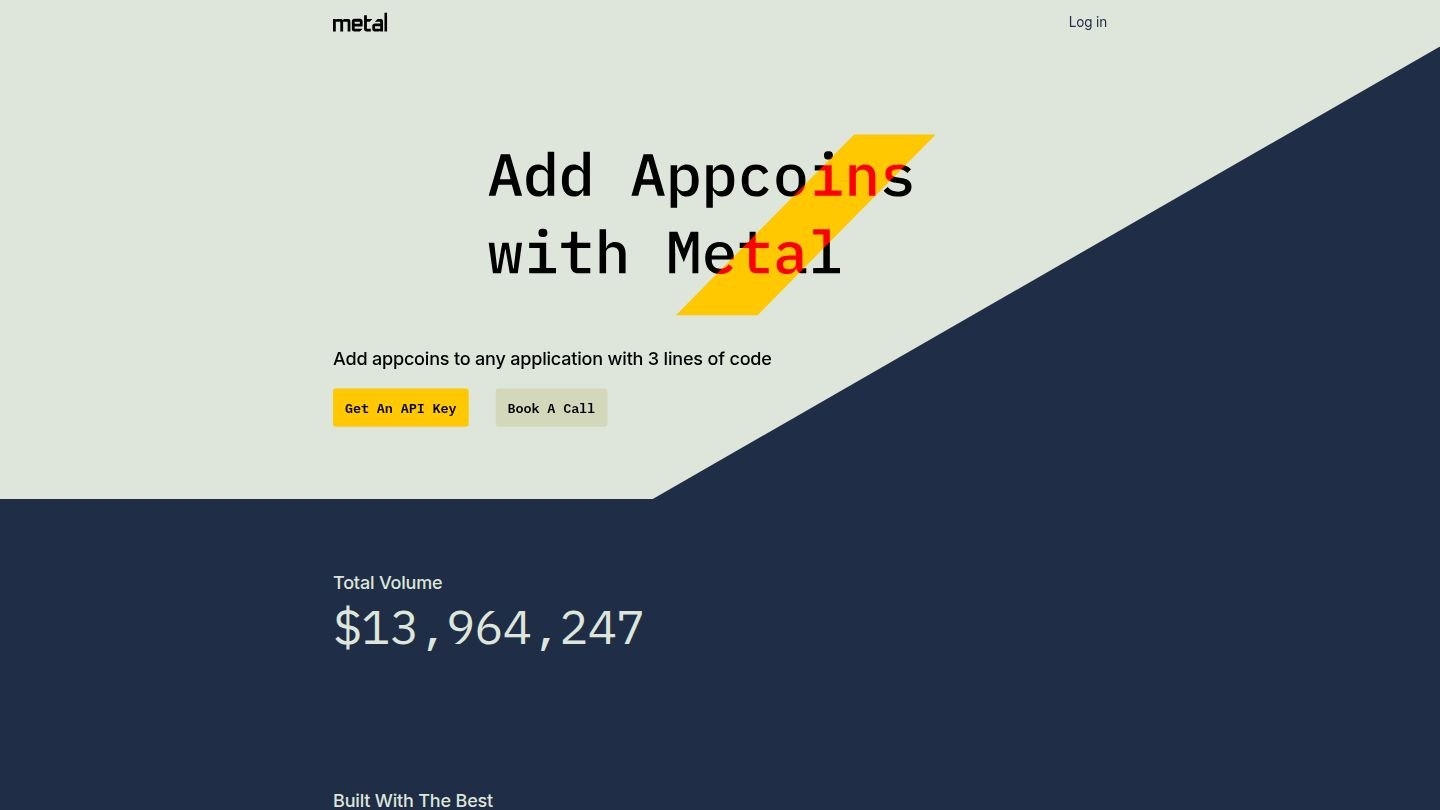 metal
Log in
Add Appcoins
with Metal
Add appcoins to any application with 3 lines of code
Get An API Key
Book A Call
Total Volume
$13,964,247
Built With The Best